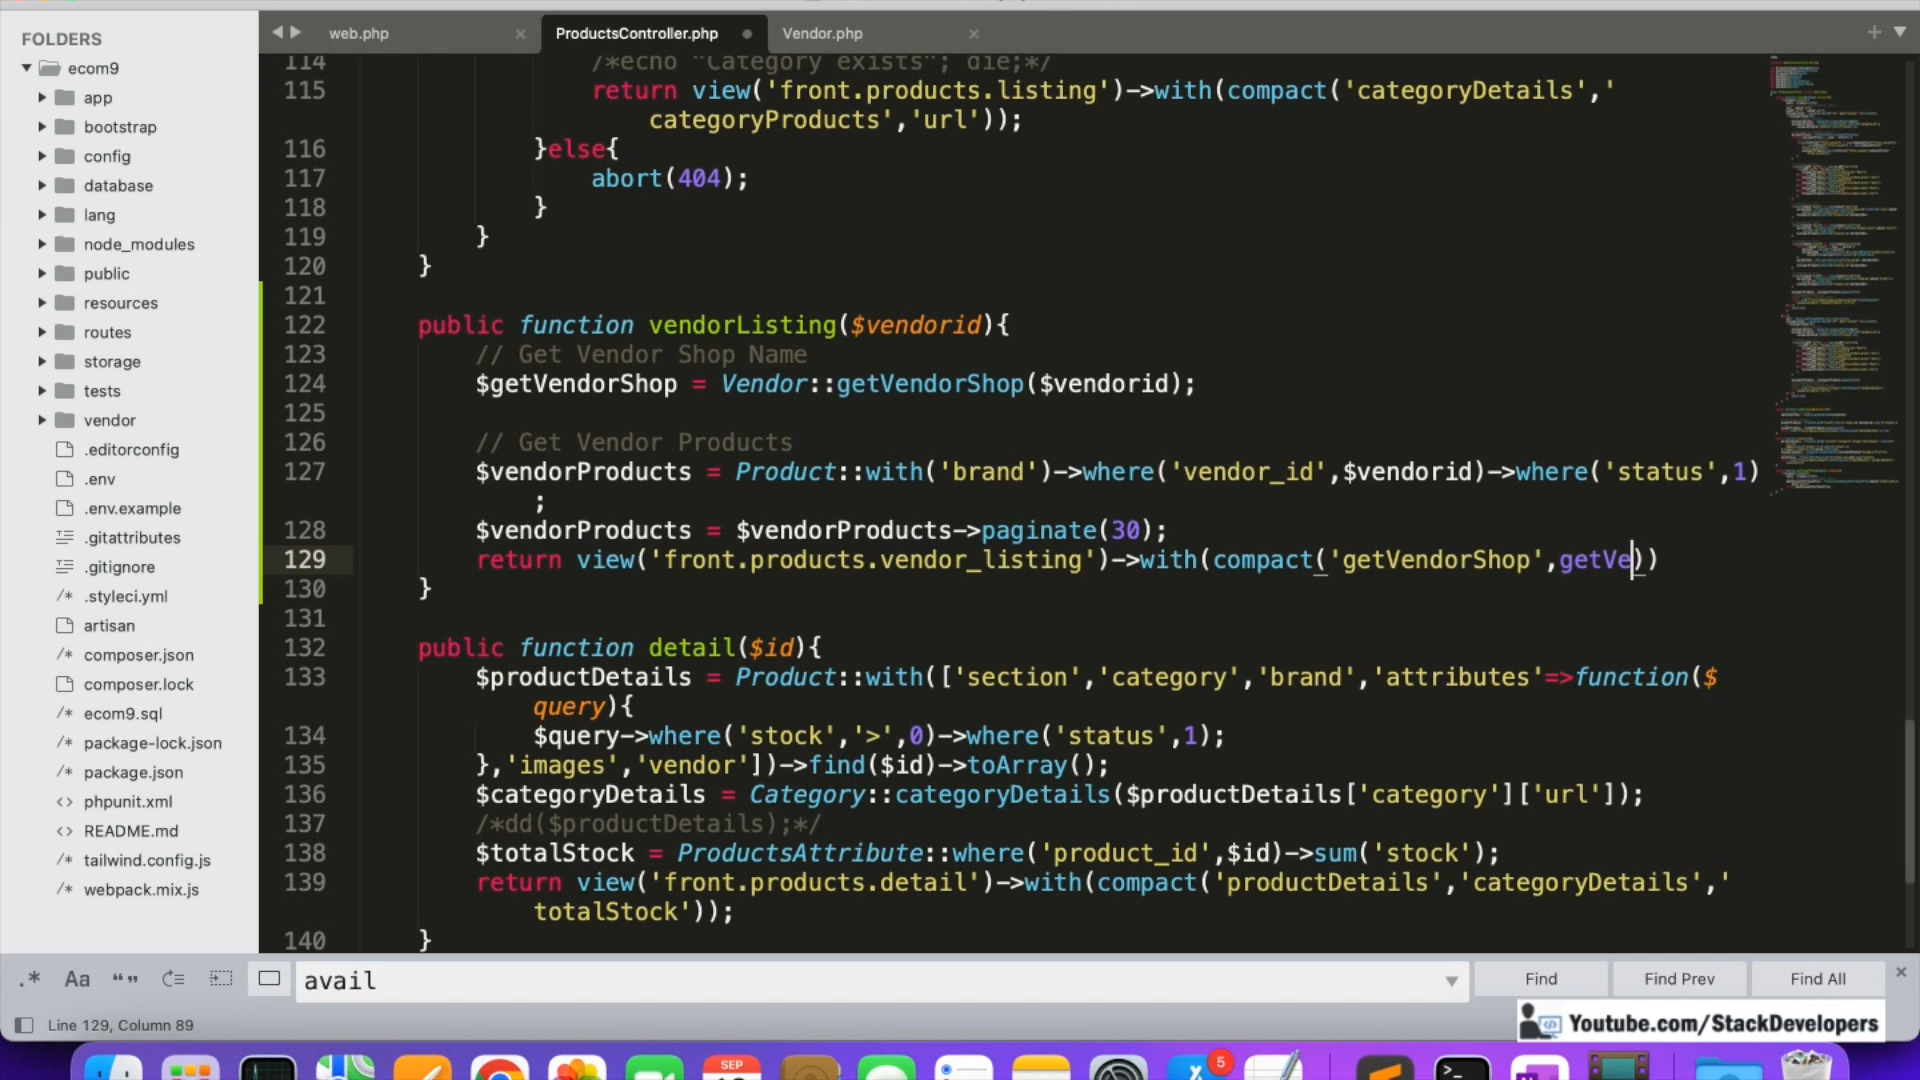 FOLDERS
ecom9
app
bootstrap
config
database
lang
node_modules
public
resources
routes
storage
tests
vendor
.editorconfig
.env
.env.example
.gitattributes
.gitignore
.styleci.yml
artisan
composer.json
composer.lock
ecom9.sql
package-lock.json
package.json
phpunit.xml
README.md
tailwind.config.js
webpack.mix.js
web.php
ProductsController.php
Vendor.php
114 /*echo "Category exists"; die;*/
115 return view('front.products.listing')->with(compact('categoryDetails','
categoryProducts','url'));
116 }else{
117 abort(404);
118 }
119 }
120 }
121
122 public function vendorListing($vendorid){
123 // Get Vendor Shop Name
124 $getVendorShop = Vendor::getVendorShop($vendorid);
125
126 // Get Vendor Products
127 $vendorProducts = Product::with('brand')->where('vendor_id',$vendorid)->where('status',1)
;
128 $vendorProducts = $vendorProducts->paginate(30);
129 return view('front.products.vendor_listing')->with(compact('getVendorShop',getVe))
130 }
131
132 public function detail($id){
133 $productDetails = Product::with(['section','category','brand','attributes'=>function($
query){
134 $query->where('stock','>',0)->where('status',1);
135 },'images','vendor'])->find($id)->toArray();
136 $categoryDetails = Category::categoryDetails($productDetails['category']['url']);
137 /*dd($productDetails);*/
138 $totalStock = ProductsAttribute::where('product_id',$id)->sum('stock');
139 return view('front.products.detail')->with(compact('productDetails','categoryDetails','
totalStock'));
140 }
.* Aa “” avail Find Find Prev Find All
Line 129, Column 89
Youtube.com/StackDevelopers
SEP
5